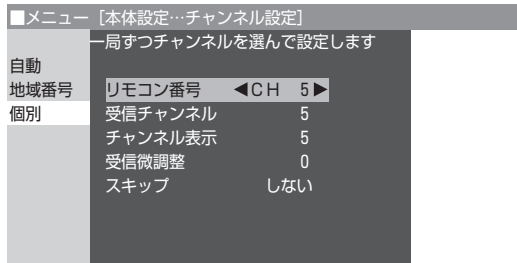 ■メニュー [本体設定…チャンネル設定]
一局ずつチャンネルを選んで設定します
自動
地域番号
個別
リモコン番号 ◀CH 5▶
受信チャンネル 5
チャンネル表示 5
受信微調整 0
スキップ しない